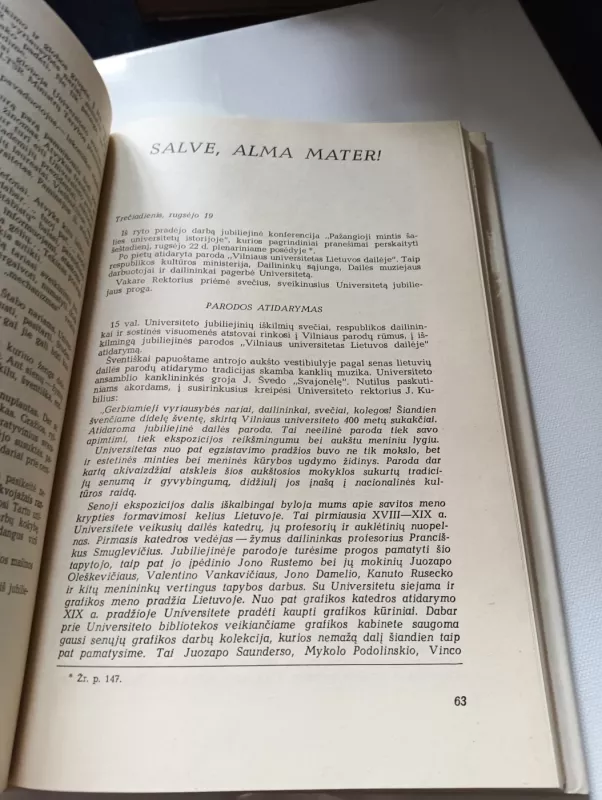 SALVE, ALMA MATER!
Trečiadienis, rugsėjo 19
Iš ryto pradėjo darbą jubiliejinė konferencija „Pažangioji mintis ša-
lies universitetų istorijoje“, kurios pagrindiniai pranešimai perskaityti
šeštadienį, rugsėjo 22 d. plenariniame posėdyje *.
Po pietų atidaryta paroda „Vilniaus universitetas Lietuvos dailėje“. Taip
respublikos kultūros ministerija, Dailininkų sąjunga, Dailės muziejaus
darbuotojai ir dailininkai pagerbė Universitetą.
Vakare Rektorius priėmė svečius, sveikinusius Universitetą jubilie-
jaus proga.
PARODOS ATIDARYMAS
15 val. Universiteto jubiliejinių iškilmių svečiai, respublikos dailinin-
kai ir sostinės visuomenės atstovai rinkosi į Vilniaus parodų rūmus, į iš-
kilmingą jubiliejinės parodos „Vilniaus universitetas Lietuvos dailėje“
atidarymą.
Šventiškai papuoštame antrojo aukšto vestibiulyje pagal senas lietuvių
dailės parodų atidarymo tradicijas skamba kanklių muzika. Universiteto
ansamblio kanklininkės groja J. Švedo „Svajonėlę“. Nutilus paskuti-
niams akordams, į susirinkusius kreipėsi Universiteto rektorius J. Ku-
bilius:
„Gerbiamieji vyriausybės nariai, dailininkai, svečiai, kolegos! Šiandien
švenčiame didelę šventę, skirtą Vilniaus universiteto 400 metų sukakčiai.
Atidaroma jubiliejinė dailės paroda. Tai neeilinė paroda tiek savo
apimtimi, tiek ekspozicijos reikšmingumu bei aukštu meniniu lygiu.
Universitetas nuo pat egzistavimo pradžios buvo ne tik mokslo, bet
ir estetinės minties bei meninės kūrybos ugdymo židinys. Paroda dar
kartą akivaizdžiai atskleis šios aukštosios mokyklos sukurtų tradici-
jų senumą ir gyvybingumą, didžiulį jos įnašą į nacionalinės kul-
tūros raidą.
Senoji ekspozicijos dalis iškalbingai byloja mums apie savitos meno
krypties formavimosi kelius Lietuvoje. Tai pirmiausia XVIII—XIX a.
Universitete veikusių dailės katedrų, jų profesorių ir auklėtinių nuopel-
nas. Pirmasis katedros vedėjas — žymus dailininkas profesorius Pranciš-
kus Smuglevičius. Jubiliejinėje parodoje turėsime progos pamatyti šio
tapytojo, taip pat jo įpėdinio Jono Rustemo bei jų mokinių Juozapo
Oleškevičiaus, Valentino Vankavičiaus, Jono Damelio, Kanuto Rusecko
ir kitų menininkų vertingus tapybos darbus. Su Universitetu siejama ir
grafikos meno pradžia Lietuvoje. Nuo pat grafikos katedros atidarymo
XIX a. pradžioje Universitete pradėti kaupti grafikos kūriniai. Dabar
prie Universiteto bibliotekos veikiančiame grafikos kabinete saugoma
gausi senųjų grafikos darbų kolekcija, kurios nemažą dalį šiandien taip
pat pamatysime. Tai Juozapo Saunderso, Mykolo Podolinskio, Vinco
* Žr. p. 147.
63